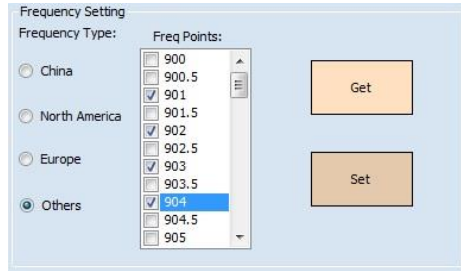 Frequency Setting
Frequency Type:
Freq Points:
China
North America
Europe
Others
900
900.5
901
901.5
902
902.5
903
903.5
904
904.5
905
Get
Set